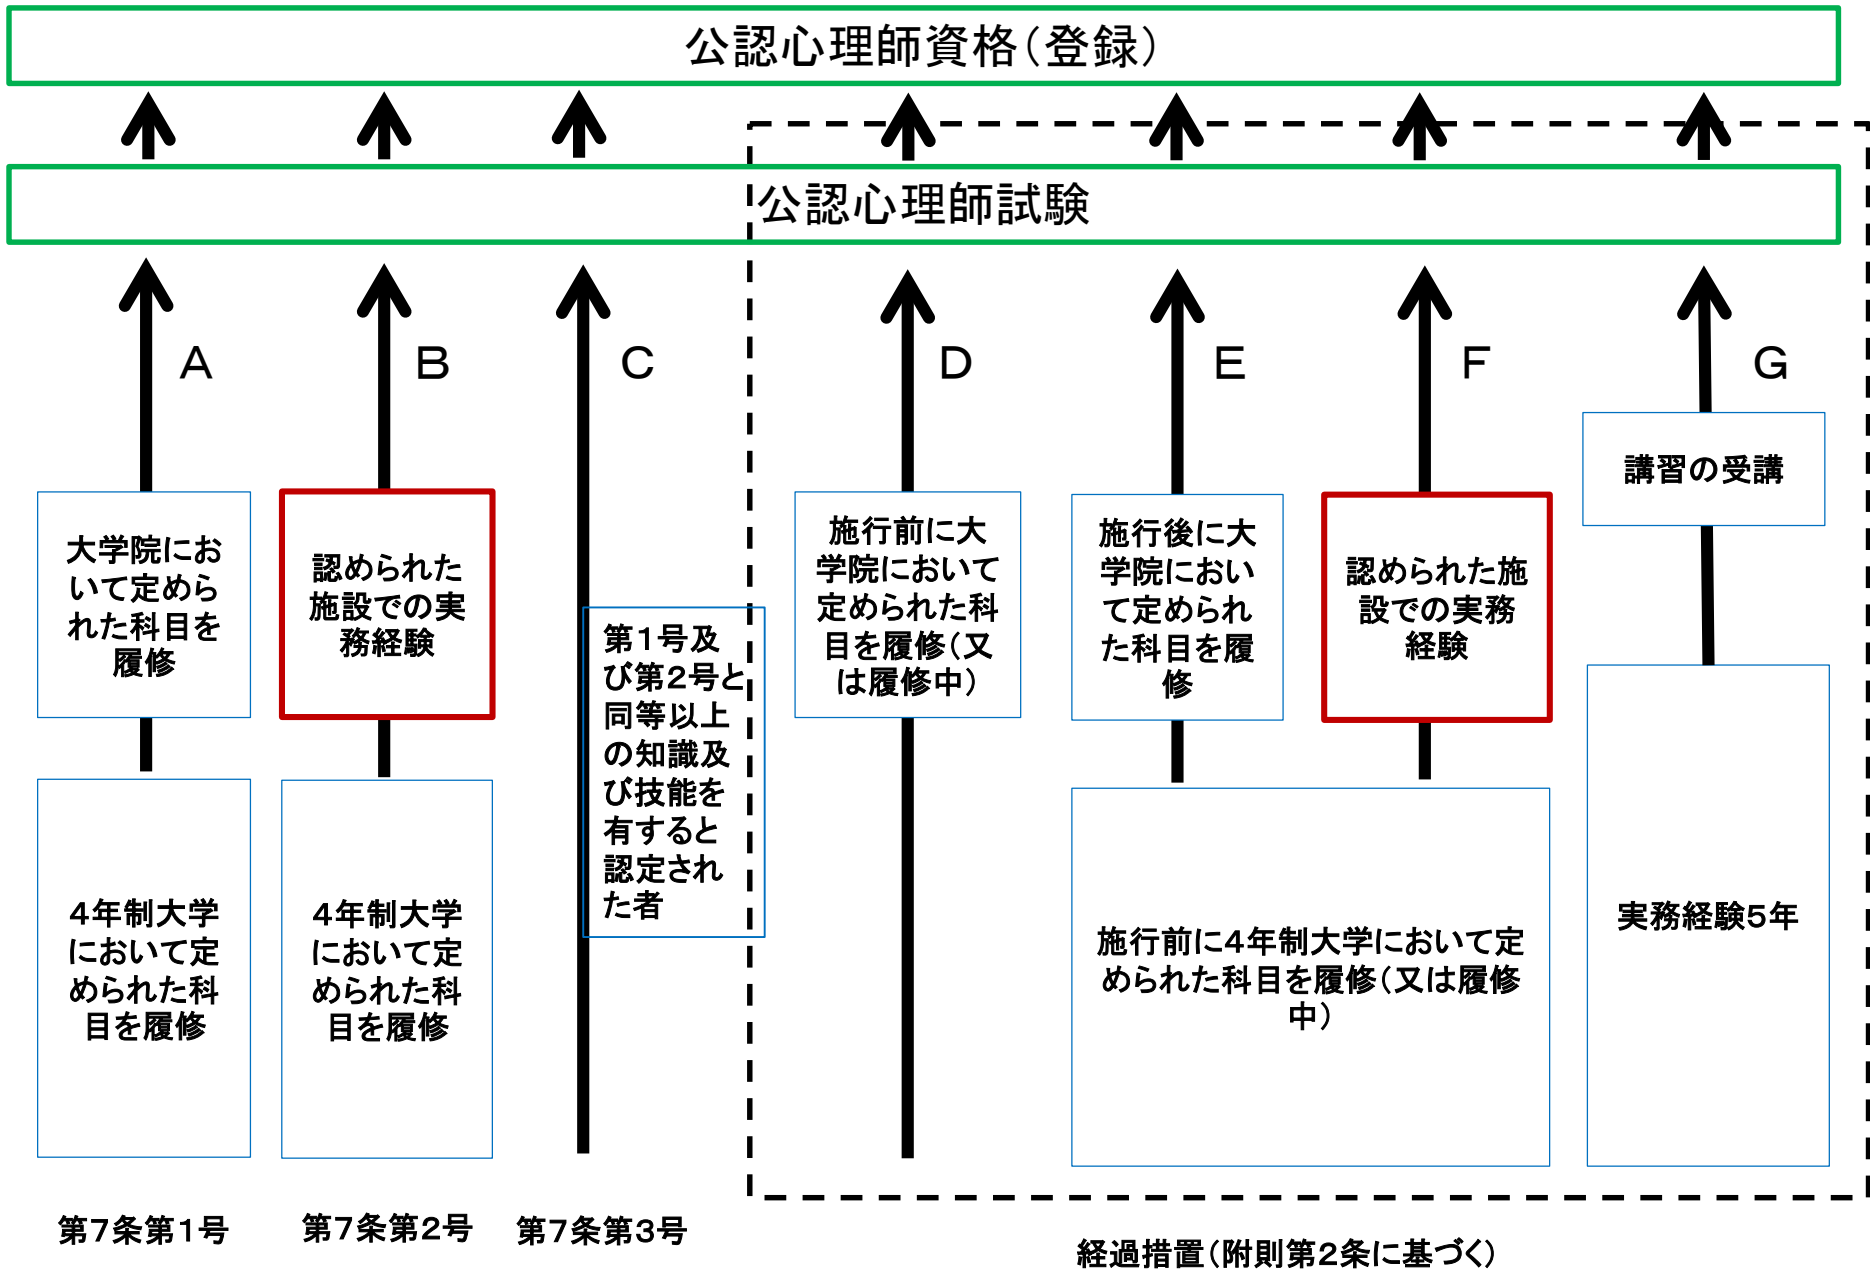 公認心理師資格（登録）
公認心理師試験
A
B
C
D
E
F
G
大学院にお
いて定めら
れた科目を
履修
4年制大学
において定
められた科
目を履修
第7条第1号
認められた
施設での実
務経験
4年制大学
において定
められた科
目を履修
第7条第2号
第1号及
び第2号と
同等以上
の知識及
び技能を
有すると
認定され
た者
第7条第3号
施行前に大
学院において
定められた科
目を履修（又
は履修中）
施行後に大
学院におい
て定められ
た科目を履
修
認められた施
設での実務
経験
施行前に4年制大学において定
められた科目を履修（又は履修
中）
講習の受講
実務経験5年
経過措置（附則第2条に基づく）